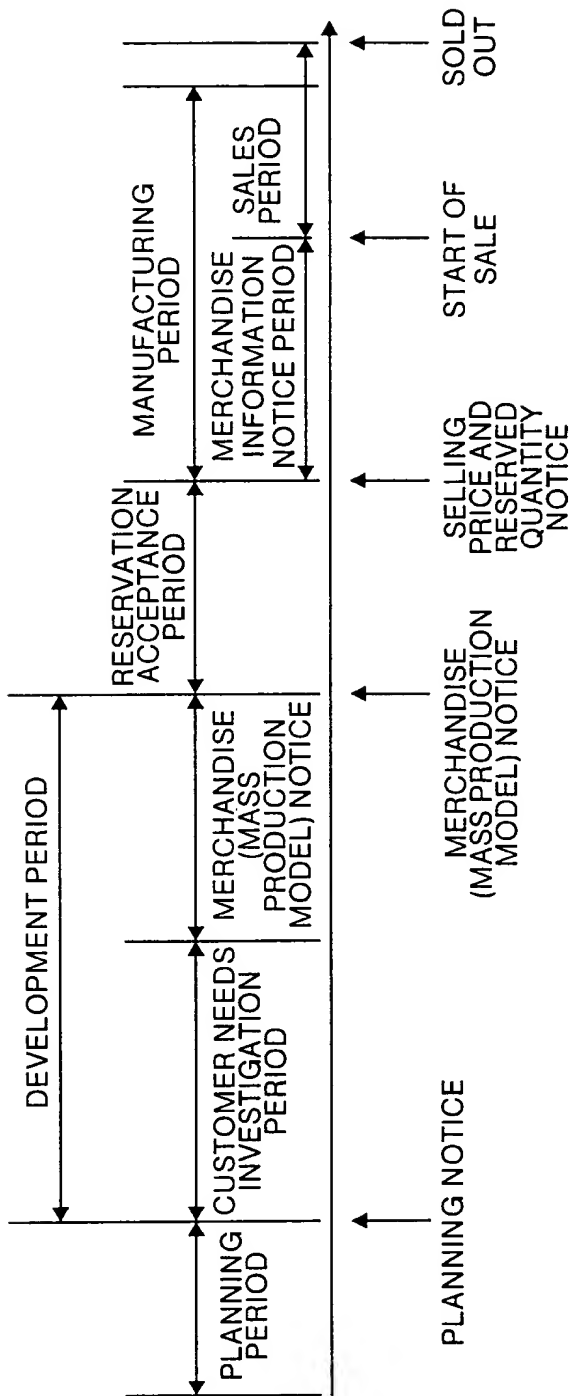 DEVELOPMENT PERIOD
PLANNING
PERIOD
CUSTOMER NEEDS
INVESTIGATION
PERIOD
MERCHANDISE
(MASS
PRODUCTION
MODEL) NOTICE
RESERVATION
ACCEPTANCE
PERIOD
MANUFACTURING
PERIOD
MERCHANDISE
INFORMATION
NOTICE PERIOD
SALES
PERIOD
PLANNING NOTICE
MERCHANDISE
(MASS PRODUCTION
MODEL) NOTICE
SELLING
PRICE AND
RESERVED
QUANTITY
NOTICE
START OF
SALE
SOLD
OUT